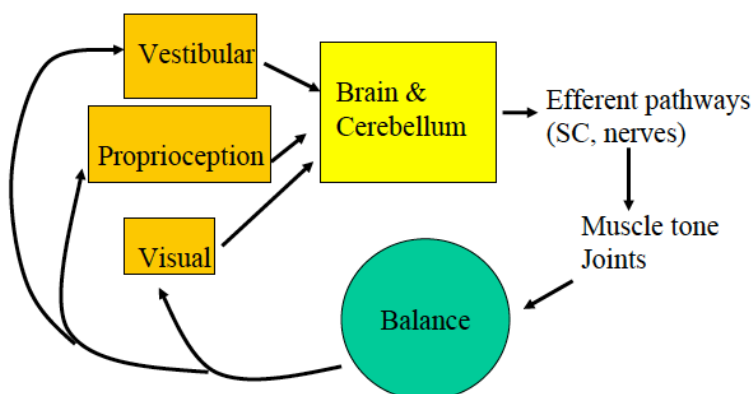 Vestibular
Brain &
Cerebellum
Efferent pathways
(SC, nerves)
Proprioception
Visual
Muscle tone
Joints
Balance